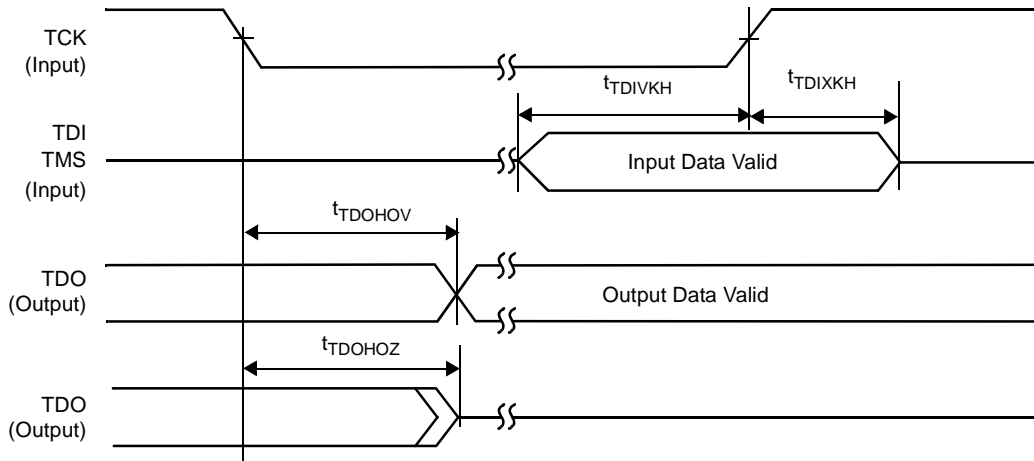 TCK
(Input)
tTDIVKH
tTDIXKH
TDI
TMS
(Input)
Input Data Valid
tTDOHOV
TDO
(Output)
Output Data Valid
tTDOHOZ
TDO
(Output)